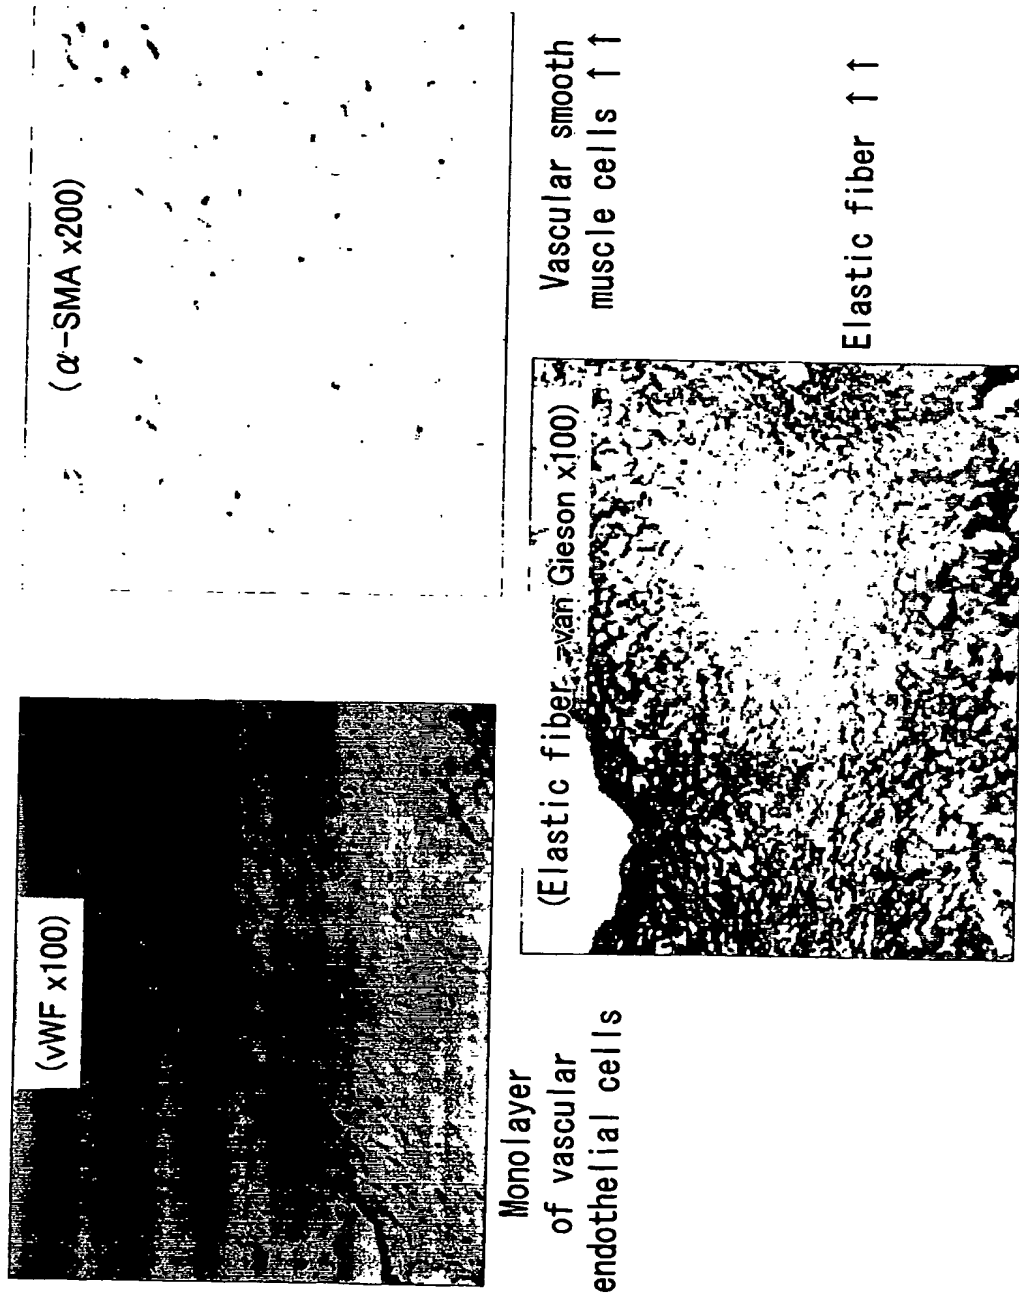 (vWF x100)
Monolayer
of vascular
endothelial cells
(α-SMA x200)
Vascular smooth
muscle cells ↑ ↑
(Elastic fiber -van Gieson x100)
Elastic fiber ↑ ↑